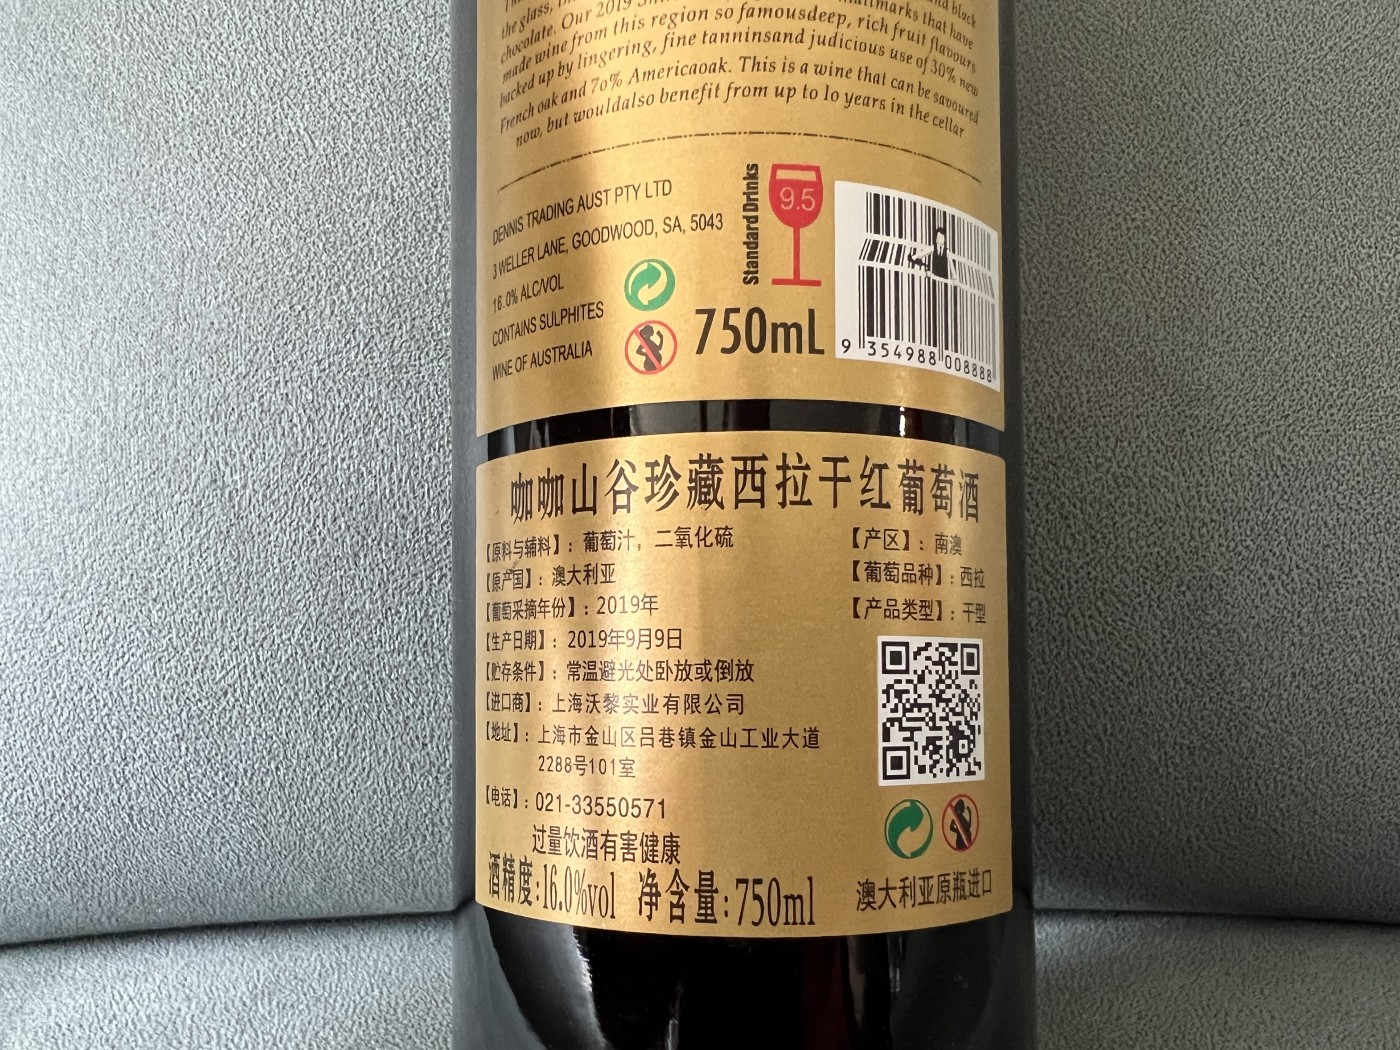 the glass,
and black
chocolate. Our 2019
hallmarks that have
made wine from this region so famousdeep, rich fruit flavours
backed up by lingering, fine tanninsand judicious use of 30% new
French oak and 70% Americaoak. This is a wine that can be savoured
now, but wouldalso benefit from up to 10 years in the cellar
DENNIS TRADING AUST PTY LTD
3 WELLER LANE, GOODWOOD, SA, 5043
16.0% ALC/VOL
CONTAINS SULPHITES
WINE OF AUSTRALIA
Standard Drinks
9.5
750mL
9 354988 008888
咖咖山谷珍藏西拉干红葡萄酒
【原料与辅料】：葡萄汁，二氧化硫
【产区】：南澳
【原产国】：澳大利亚
【葡萄品种】：西拉
【葡萄采摘年份】：2019年
【产品类型】：干型
【生产日期】：2019年9月9日
【贮存条件】：常温避光处卧放或倒放
【进口商】：上海沃黎实业有限公司
【地址】：上海市金山区吕巷镇金山工业大道
2288号101室
【电话】：021-33550571
过量饮酒有害健康
酒精度:16.0%vol 净含量:750ml
澳大利亚原瓶进口